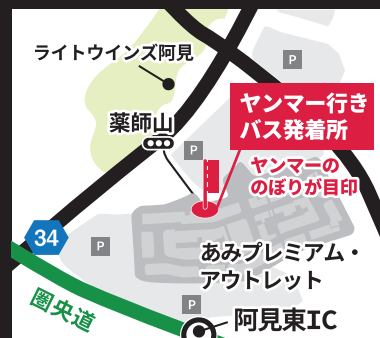 ライトウインズ阿見
P
ヤンマー行き
バス発着所
薬師山
P
ヤンマーの
のぼりが目印
34
P
あみプレミアム・
アウトレット
圏央道
P
阿見東IC